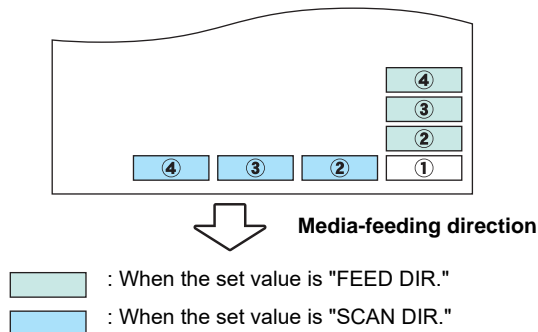 ④
③
②
④ ③ ② ①
Media-feeding direction
: When the set value is "FEED DIR."
: When the set value is "SCAN DIR."